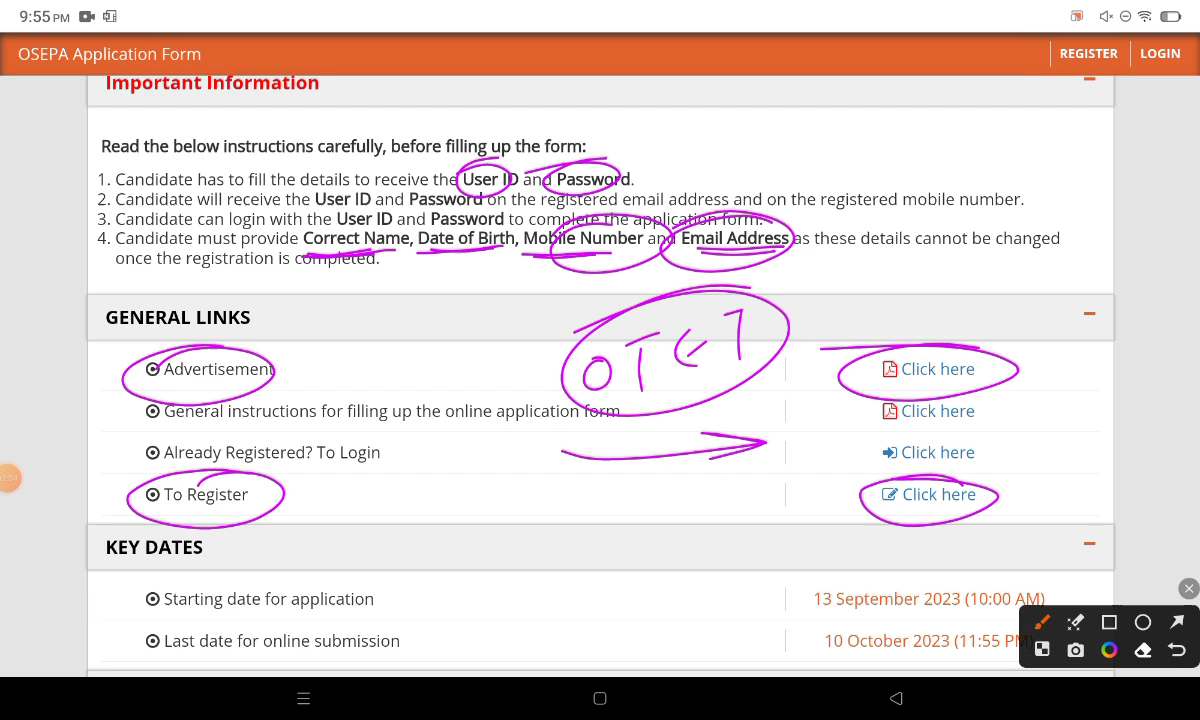 9:55 PM
OSEPA Application Form
REGISTER
LOGIN
Important Information
Read the below instructions carefully, before filling up the form:
1. Candidate has to fill the details to receive the User ID and Password.
2. Candidate will receive the User ID and Password on the registered email address and on the registered mobile number.
3. Candidate can login with the User ID and Password to complete the application form.
4. Candidate must provide Correct Name, Date of Birth, Mobile Number and Email Address as these details cannot be changed
once the registration is completed.
GENERAL LINKS
Advertisement Click here
General instructions for filling up the online application form Click here
Already Registered? To Login Click here
To Register Click here
KEY DATES
Starting date for application 13 September 2023 (10:00 AM)
Last date for online submission 10 October 2023 (11:55 PM)